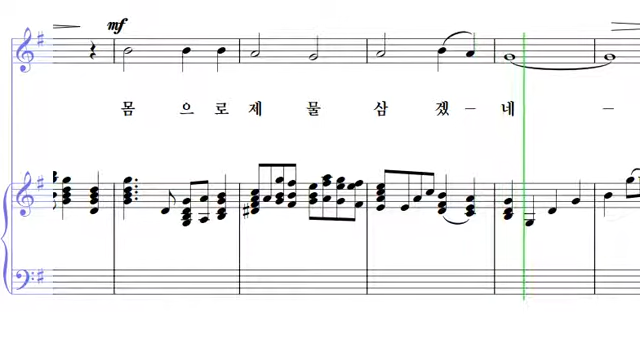 mf
몸 으 로 제 물 삼 겠 – 네 –